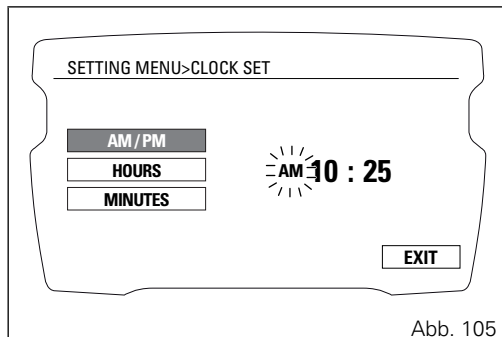 SETTING MENU>CLOCK SET
AM/PM
HOURS
AM 10 : 25
MINUTES
EXIT
Abb. 105